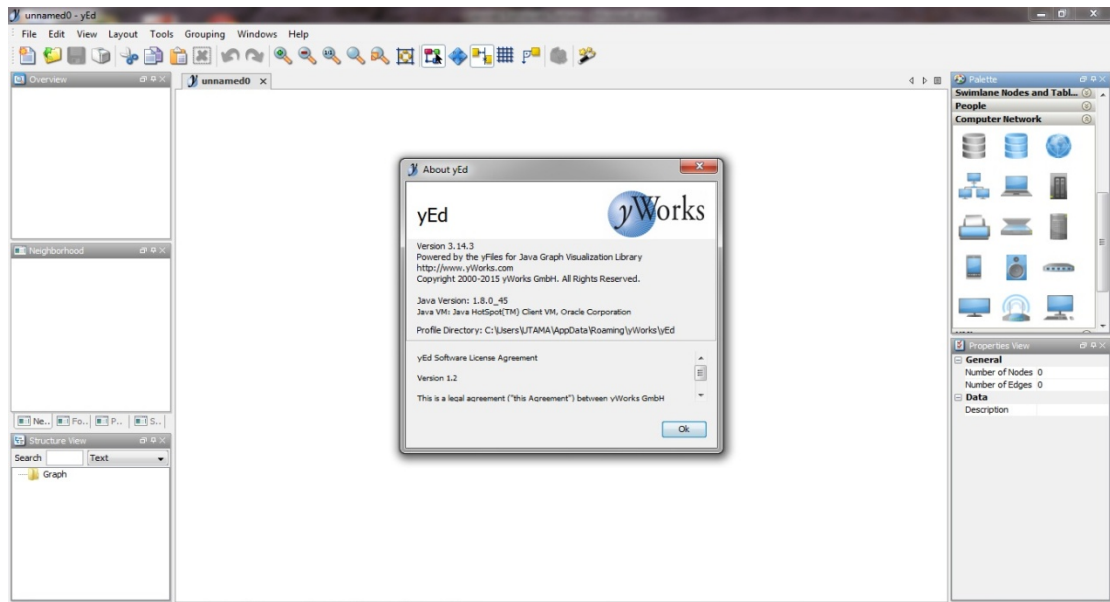 unnamed0 - yEd
File Edit View Layout Tools Grouping Windows Help
Overview
unnamed0
Neighborhood
Ne.. Fo.. P.. S..
Structure View
Search Text
Graph
About yEd
yEd
yWorks
Version 3.14.3
Powered by the yFiles for Java Graph Visualization Library
http://www.yWorks.com
Copyright 2000-2015 yWorks GmbH. All Rights Reserved.
Java Version: 1.8.0_45
Java VM: Java HotSpot(TM) Client VM, Oracle Corporation
Profile Directory: C:\Users\UTAMA\AppData\Roaming\yWorks\yEd
yEd Software License Agreement
Version 1.2
This is a legal agreement ("this Agreement") between yWorks GmbH
Ok
Palette
Swimlane Nodes and Tabl...
People
Computer Network
Properties View
General
Number of Nodes 0
Number of Edges 0
Data
Description